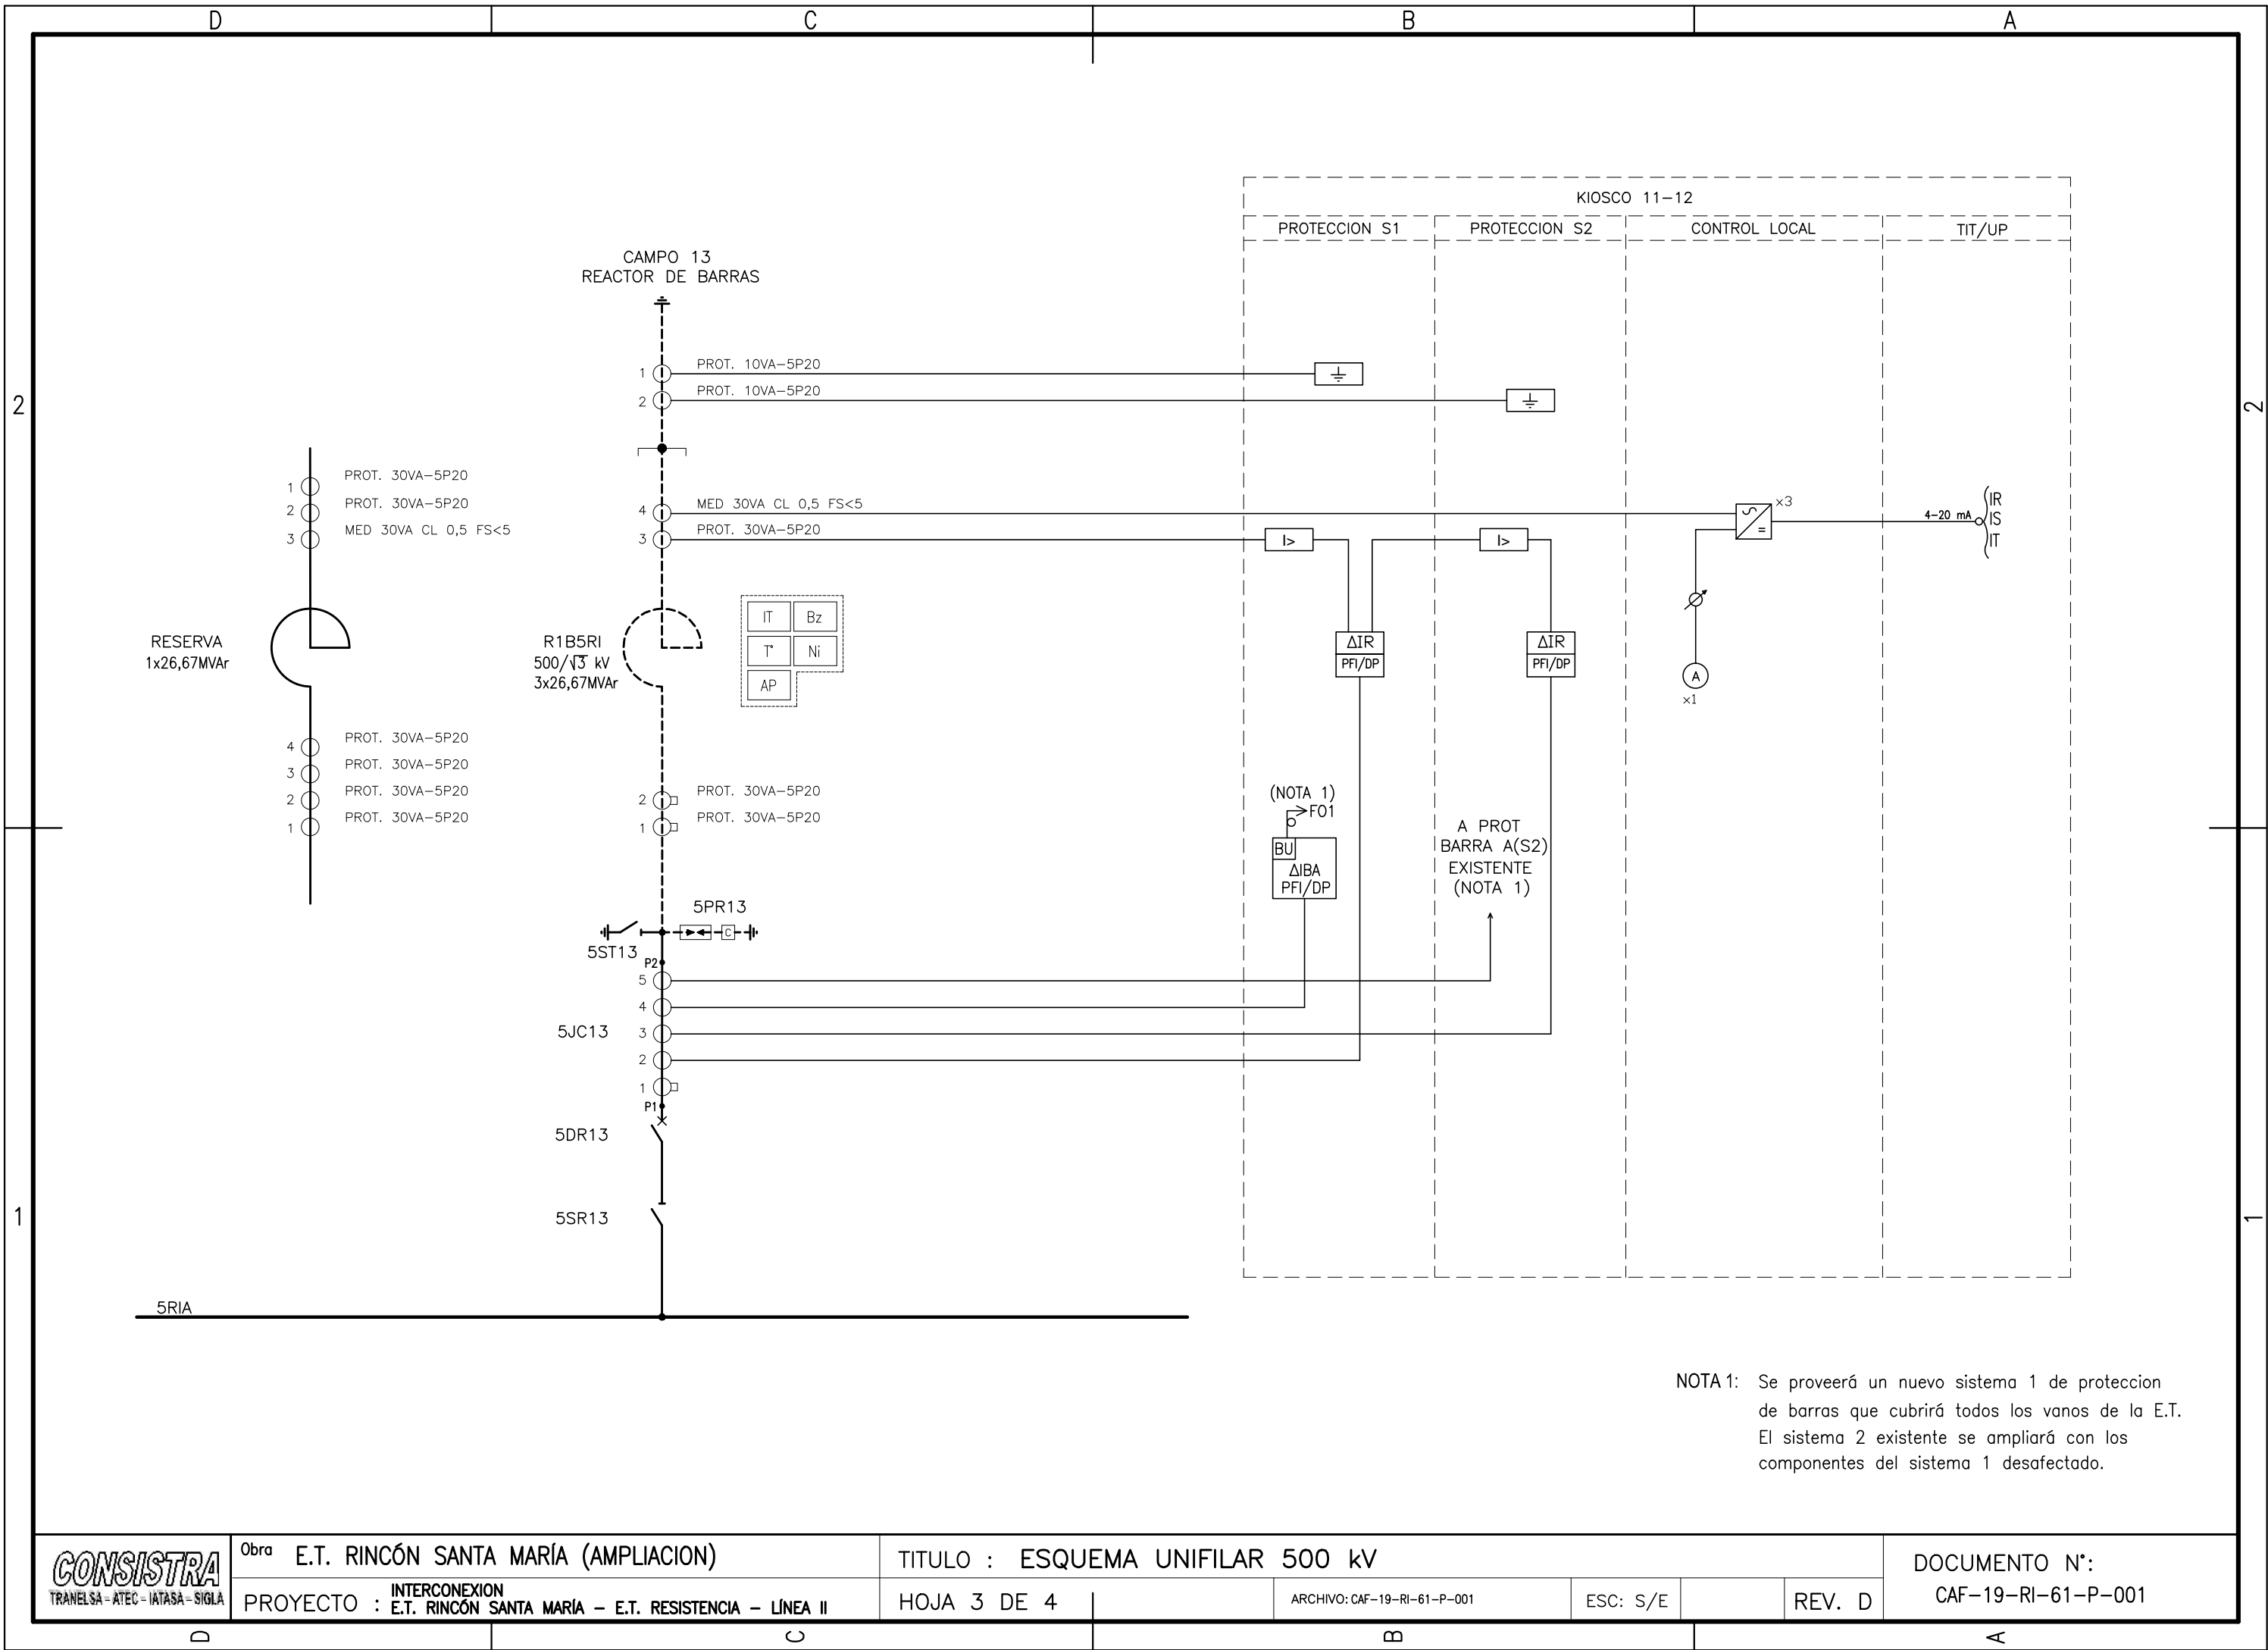 D
C
B
A
KIOSCO 11-12
PROTECCION S1
PROTECCION S2
CONTROL LOCAL
TIT/UP
CAMPO 13
REACTOR DE BARRAS
1
PROT. 10VA-5P20
2
PROT. 10VA-5P20
2
2
1
PROT. 30VA-5P20
2
PROT. 30VA-5P20
3
MED 30VA CL 0,5 FS<5
4
MED 30VA CL 0,5 FS<5
3
PROT. 30VA-5P20
I>
I>
x3
4-20 mA
IR
IS
IT
RESERVA
1x26,67MVAr
R1B5RI
500/√3 kV
3x26,67MVAr
IT
Bz
T°
Ni
AP
ΔIR
PFI/DP
ΔIR
PFI/DP
A
x1
4
PROT. 30VA-5P20
3
PROT. 30VA-5P20
2
PROT. 30VA-5P20
1
PROT. 30VA-5P20
2
PROT. 30VA-5P20
1
PROT. 30VA-5P20
(NOTA 1)
FO1
BU
ΔIBA
PFI/DP
A PROT
BARRA A(S2)
EXISTENTE
(NOTA 1)
5PR13
C
5ST13
P2
5
4
5JC13
3
2
1
P1
5DR13
5SR13
1
1
5RIA
NOTA 1: Se proveerá un nuevo sistema 1 de proteccion
de barras que cubrirá todos los vanos de la E.T.
El sistema 2 existente se ampliará con los
componentes del sistema 1 desafectado.
CONSISTRA
TRANELSA - ATEC - IATASA - SIGLA
Obra E.T. RINCÓN SANTA MARÍA (AMPLIACION)
PROYECTO : INTERCONEXION
E.T. RINCÓN SANTA MARÍA - E.T. RESISTENCIA - LÍNEA II
TITULO : ESQUEMA UNIFILAR 500 kV
HOJA 3 DE 4
ARCHIVO: CAF-19-RI-61-P-001
ESC: S/E
REV. D
DOCUMENTO N°:
CAF-19-RI-61-P-001
D
C
B
A